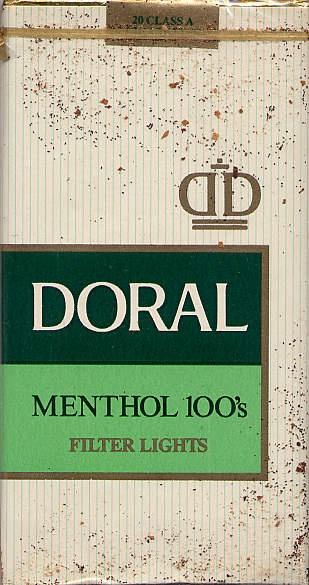 20 CLASS A
DORAL
MENTHOL 100's
FILTER LIGHTS